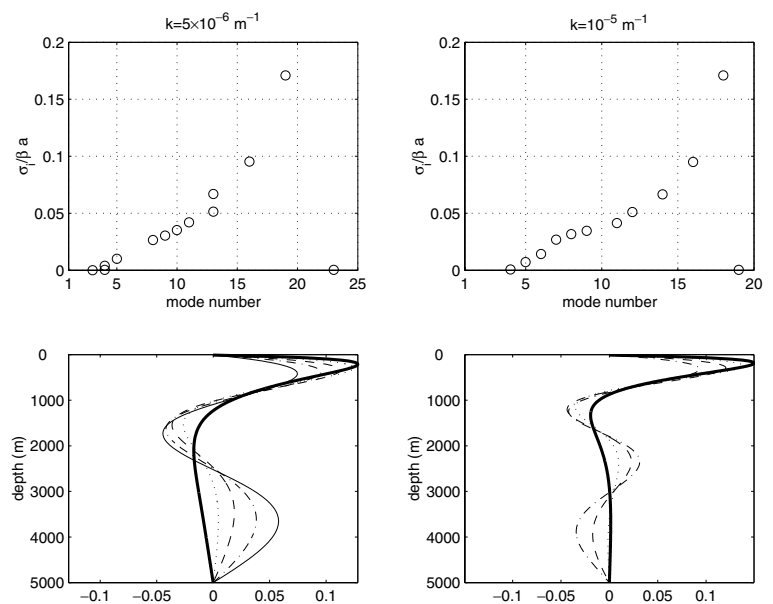 k=5×10⁻⁶ m⁻¹
0.2
0.15
0.1
0.05
0
σᵢ/β a
1 5 10 15 20 25
mode number
k=10⁻⁵ m⁻¹
0.2
0.15
0.1
0.05
0
σᵢ/β a
1 5 10 15 20
mode number
0
1000
2000
3000
4000
5000
depth (m)
−0.1 −0.05 0 0.05 0.1
0
1000
2000
3000
4000
5000
depth (m)
−0.1 −0.05 0 0.05 0.1